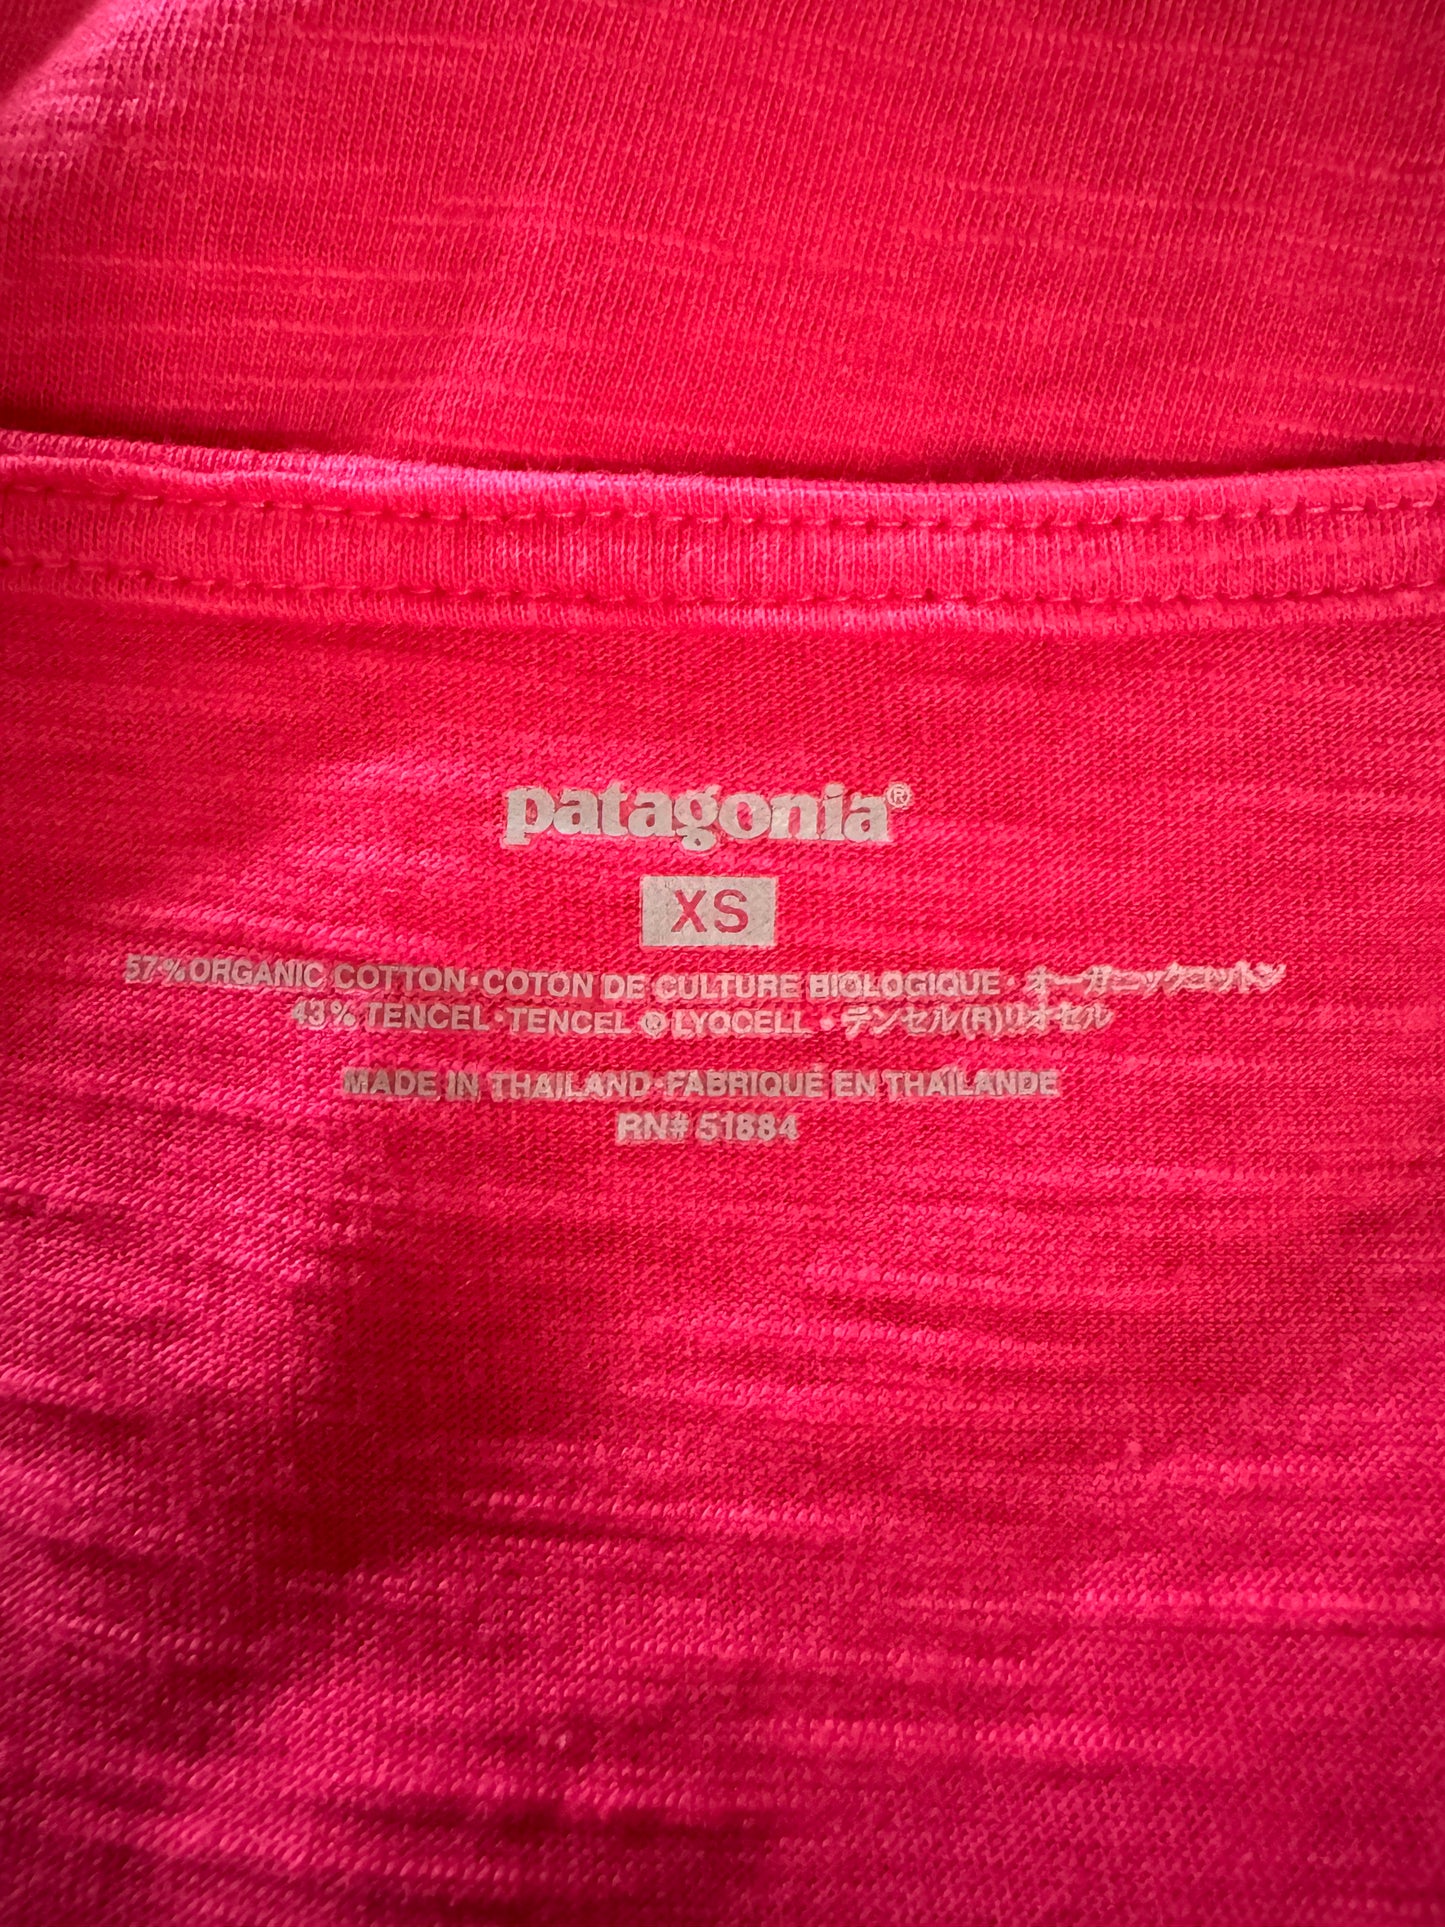 patagonia®
XS
57% ORGANIC COTTON·COTON DE CULTURE BIOLOGIQUE · オーガニックコットン
43% TENCEL·TENCEL ® LYOCELL · テンセル(R)リオセル
MADE IN THAILAND·FABRIQUÉ EN THAÏLANDE
RN# 51884